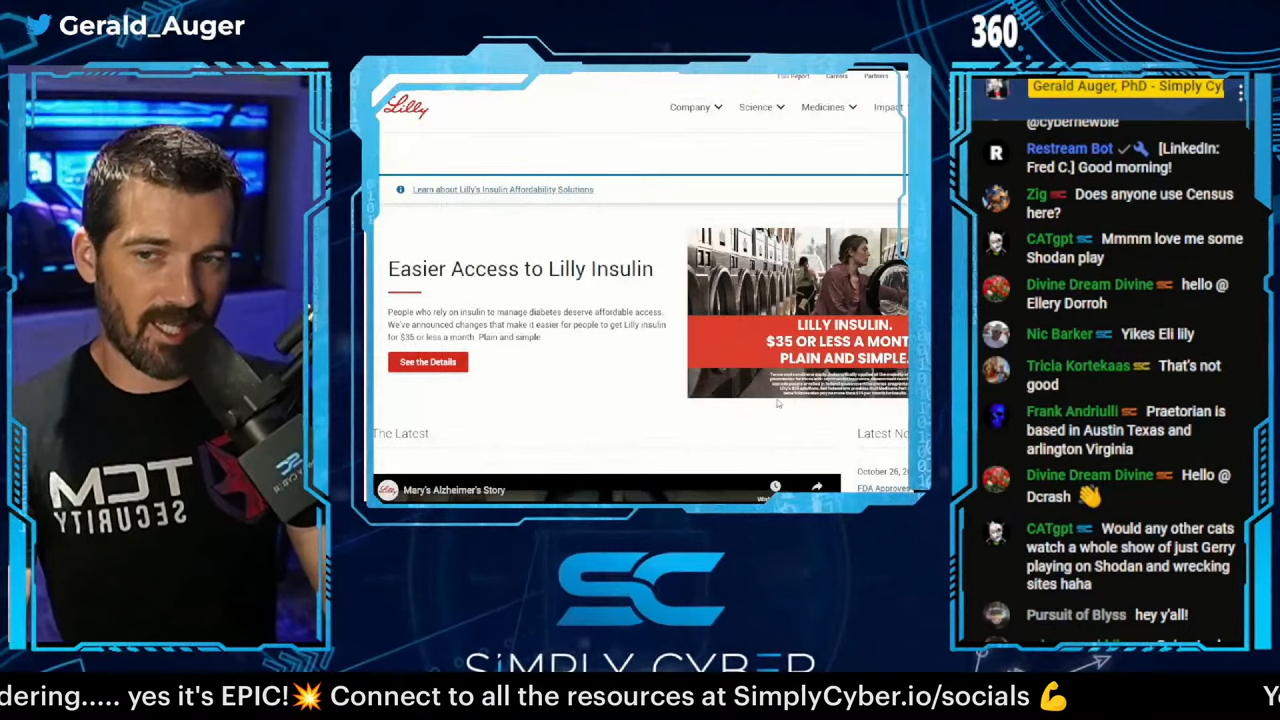 Gerald_Auger
360
Lilly
ESG Report Careers Partners
Company Science Medicines Impact
Learn about Lilly's Insulin Affordability Solutions
Easier Access to Lilly Insulin
People who rely on insulin to manage diabetes deserve affordable access.
We've announced changes that make it easier for people to get Lilly insulin
for $35 or less a month Plain and simple
See the Details
LILLY INSULIN.
$35 OR LESS A MONT
PLAIN AND SIMPLE.
The Latest
Latest Ne
October 26, 2
FDA Approves
Lilly
Mary's Alzheimer's Story
MDT
SECURITY
SC
SiMPLY CYBER
Gerald Auger, PhD - Simply Cy
@cybernewbie
R
Restream Bot [LinkedIn:
Fred C.] Good morning!
Zig Does anyone use Census
here?
CATgpt Mmmm love me some
Shodan play
Divine Dream Divine hello @
Ellery Dorroh
Nic Barker Yikes Eli lily
Tricia Kortekaas That's not
good
Frank Andriulli Praetorian is
based in Austin Texas and
arlington Virginia
Divine Dream Divine Hello @
Dcrash 👋
CATgpt Would any other cats
watch a whole show of just Gerry
playing on Shodan and wrecking
sites haha
Pursuit of Blyss hey y'all!
dering..... yes it's EPIC!💥 Connect to all the resources at SimplyCyber.io/socials 💪 Y